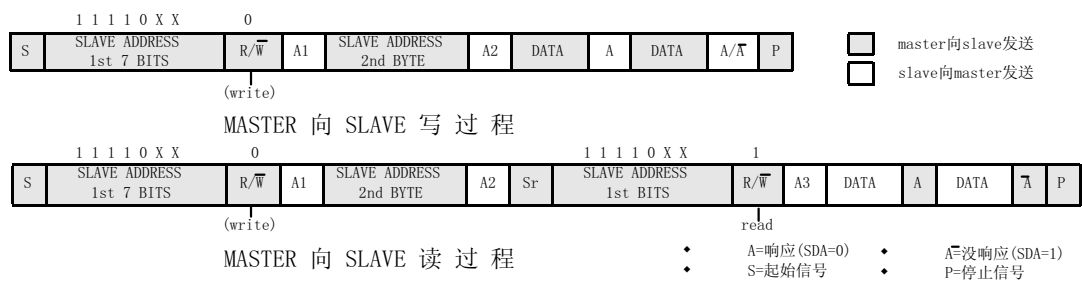 1 1 1 1 0 X X 0
S SLAVE ADDRESS 1st 7 BITS R/W̅ A1 SLAVE ADDRESS 2nd BYTE A2 DATA A DATA A/A̅ P
(write)
master向slave发送
slave向master发送
MASTER 向 SLAVE 写 过 程
1 1 1 1 0 X X 0 1 1 1 1 0 X X 1
S SLAVE ADDRESS 1st 7 BITS R/W̅ A1 SLAVE ADDRESS 2nd BYTE A2 Sr SLAVE ADDRESS 1st BITS R/W̅ A3 DATA A DATA A̅ P
(write) read
MASTER 向 SLAVE 读 过 程
◆ A=响应(SDA=0) ◆ A̅=没响应(SDA=1)
◆ S=起始信号 ◆ P=停止信号